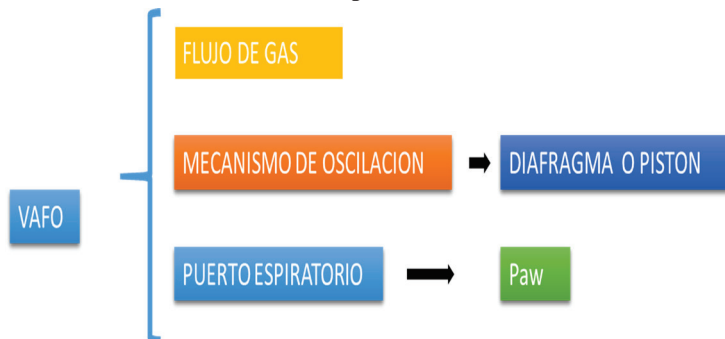 FLUJO DE GAS
MECANISMO DE OSCILACION
DIAFRAGMA O PISTON
VAFO
PUERTO ESPIRATORIO
Paw